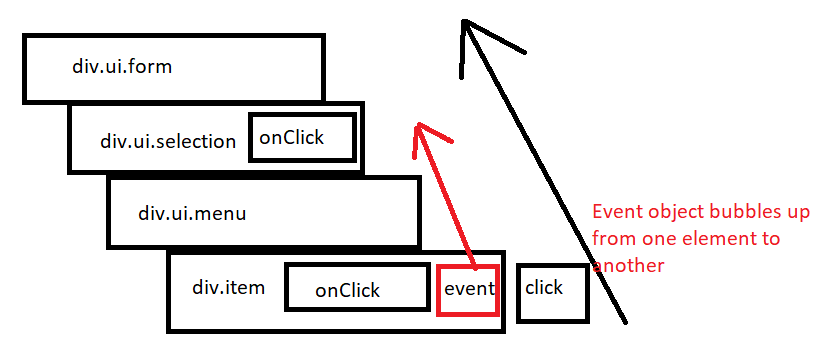 div.ui.form
div.ui.selection
onClick
div.ui.menu
Event object bubbles up
from one element to
another
div.item
onClick
event
click